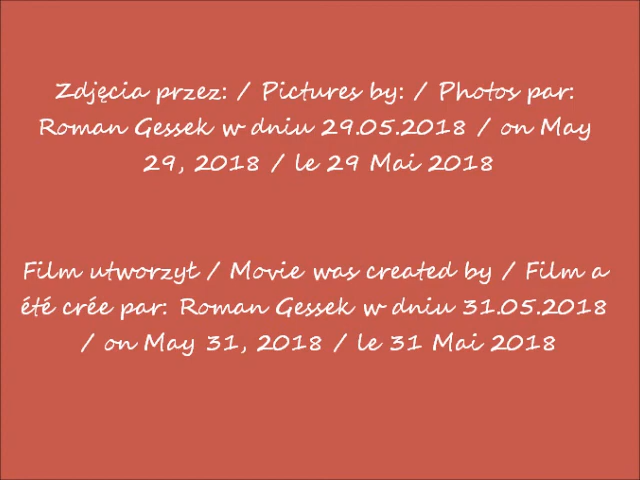 Zdjęcia przez: / Pictures by: / Photos par:
Roman Gessek w dniu 29.05.2018 / on May
29, 2018 / le 29 Mai 2018
Film utworzył / Movie was created by / Film a
été crée par: Roman Gessek w dniu 31.05.2018
/ on May 31, 2018 / le 31 Mai 2018